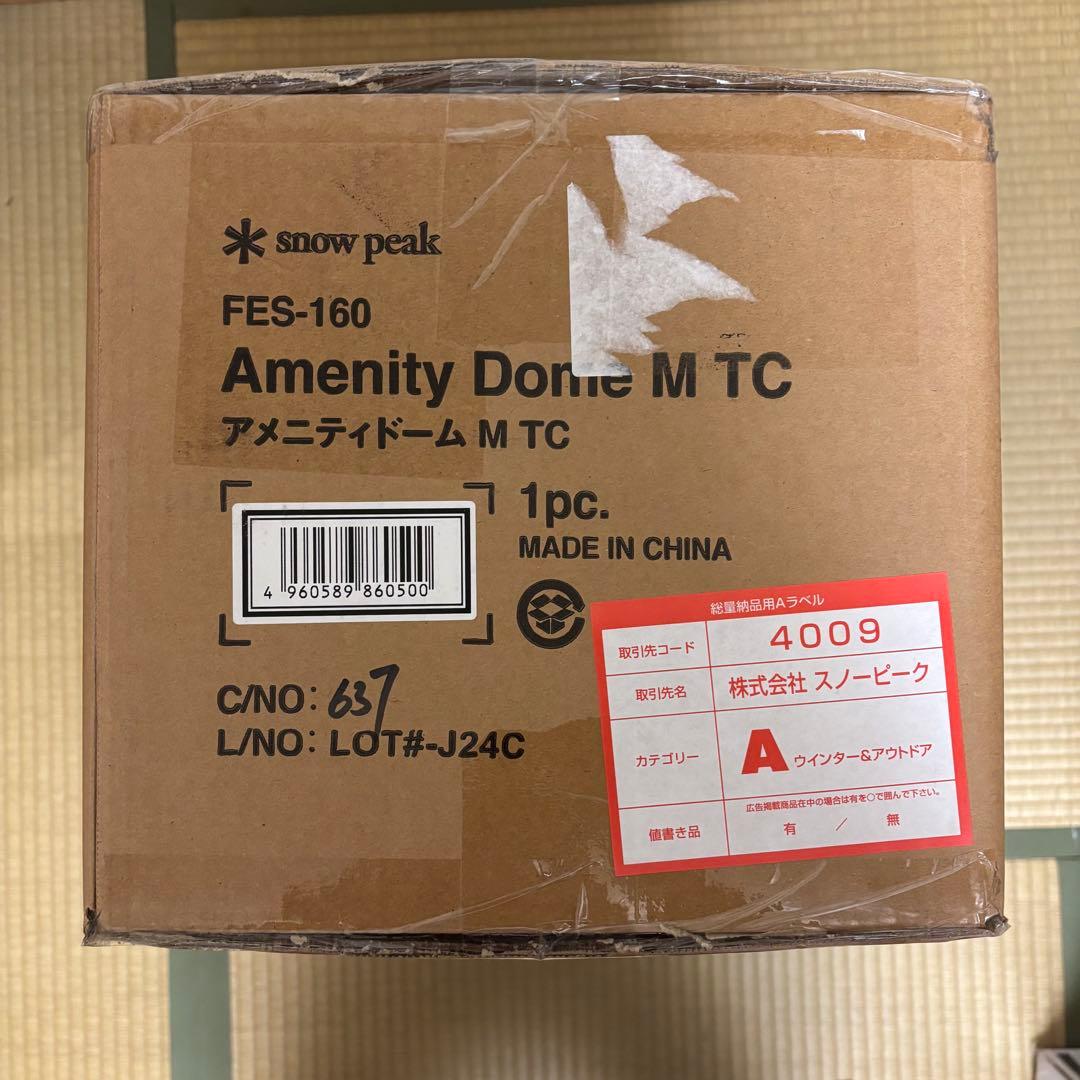 snow peak
FES-160
Amenity Dome M TC
アメニティドーム M TC
1pc.
MADE IN CHINA
4 960589 860500
C/NO: 637
L/NO: LOT#-J24C
総量納品用Aラベル
取引先コード 4009
取引先名 株式会社 スノーピーク
カテゴリー A ウインター&アウトドア
広告掲載商品在中の場合は有を○で囲んで下さい。
値書き品 有 / 無